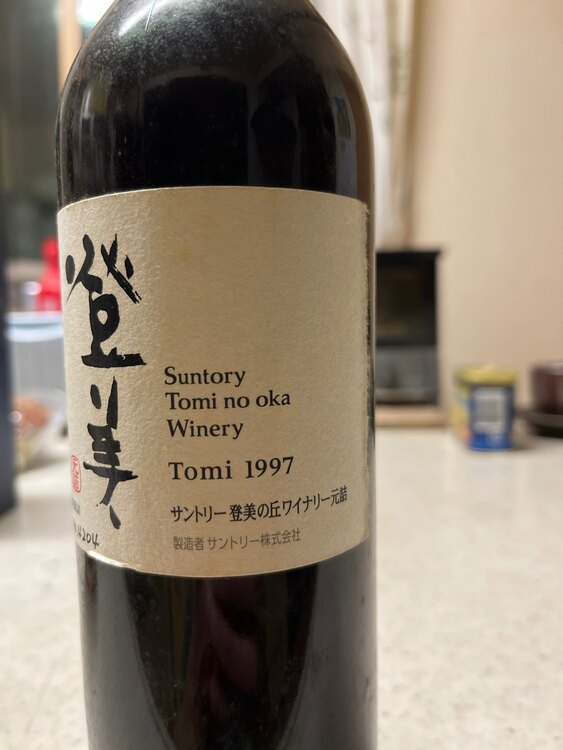 登美
Suntory
Tomi no oka
Winery
Tomi 1997
サントリー登美の丘ワイナリー元詰
製造者 サントリー株式会社
4204